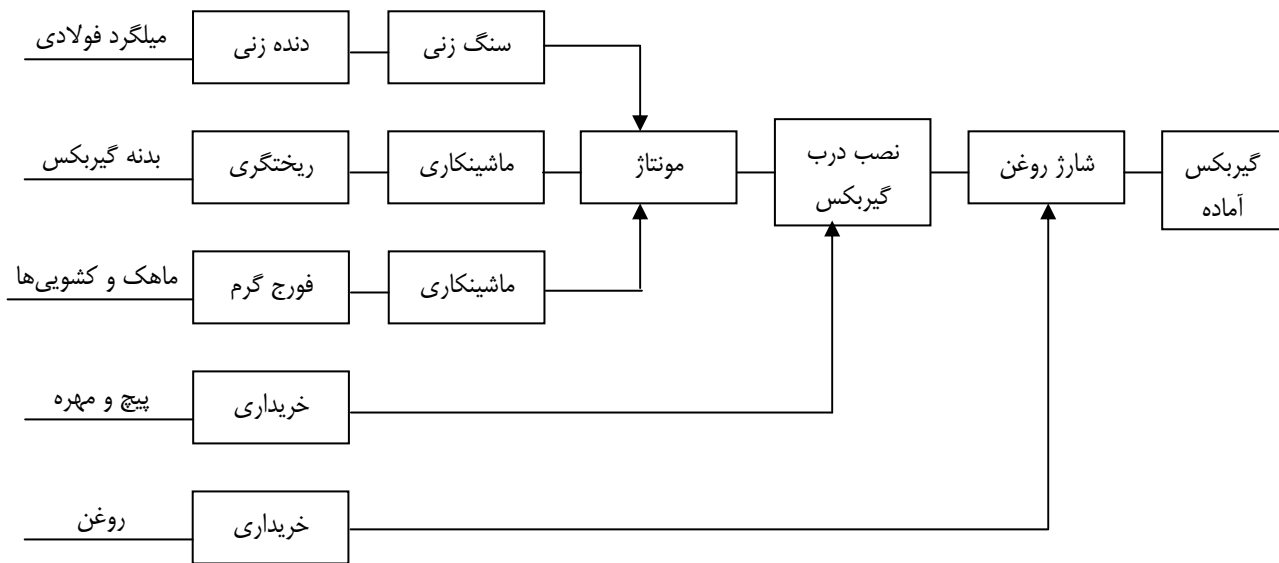 میلگرد فولادی
دنده زنی
سنگ زنی
بدنه گیربکس
ریختگری
ماشینکاری
مونتاژ
نصب درب
گیربکس
شارژ روغن
گیربکس
آماده
ماهک و کشویی‌ها
فورج گرم
ماشینکاری
پیچ و مهره
خریداری
روغن
خریداری